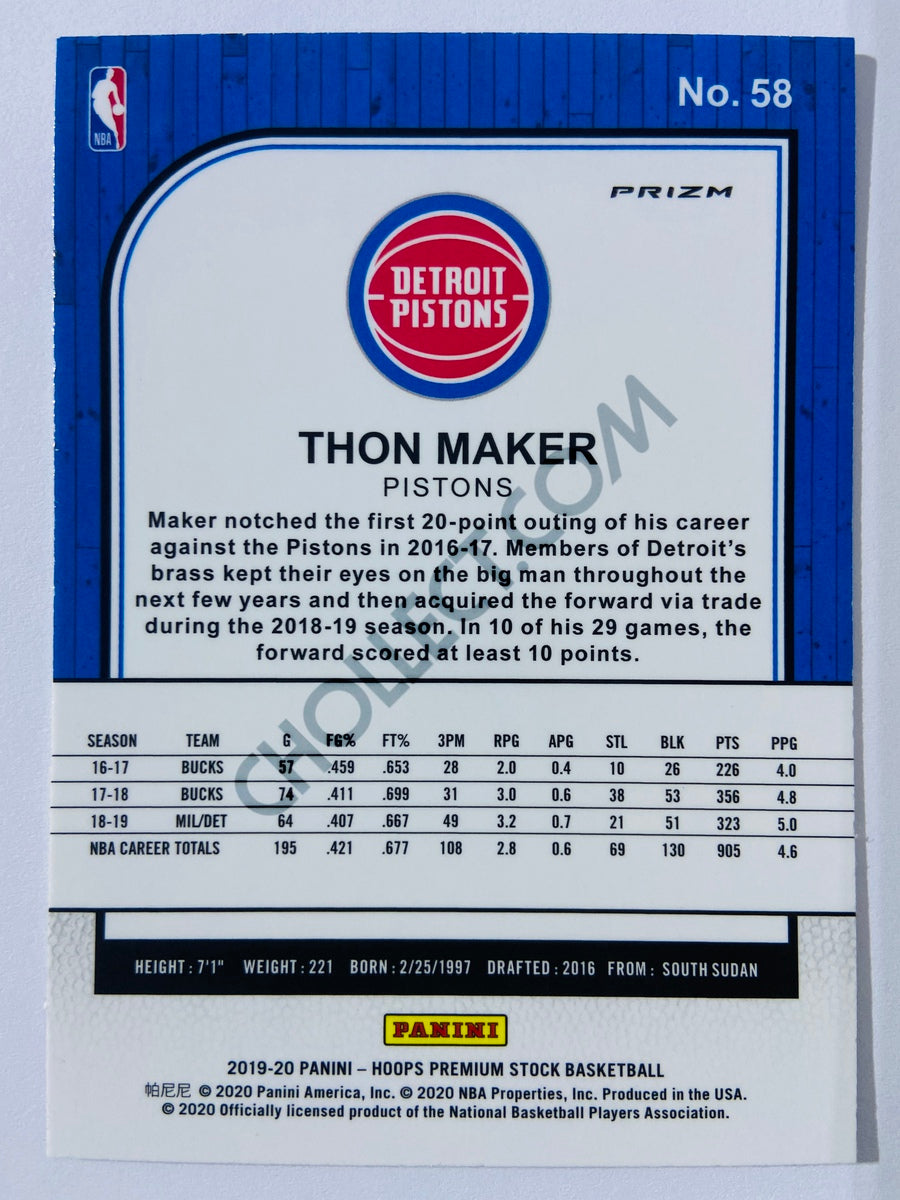 No. 58
NBA
PRIZM
DETROIT
PISTONS
THON MAKER
PISTONS
Maker notched the first 20-point outing of his career
against the Pistons in 2016-17. Members of Detroit's
brass kept their eyes on the big man throughout the
next few years and then acquired the forward via trade
during the 2018-19 season. In 10 of his 29 games, the
forward scored at least 10 points.
CHOLLECT.COM
SEASON TEAM G FG% FT% 3PM RPG APG STL BLK PTS PPG
16-17 BUCKS 57 .459 .653 28 2.0 0.4 10 26 226 4.0
17-18 BUCKS 74 .411 .699 31 3.0 0.6 38 53 356 4.8
18-19 MIL/DET 64 .407 .667 49 3.2 0.7 21 51 323 5.0
NBA CAREER TOTALS 195 .421 .677 108 2.8 0.6 69 130 905 4.6
HEIGHT : 7'1" WEIGHT : 221 BORN : 2/25/1997 DRAFTED : 2016 FROM : SOUTH SUDAN
PANINI
2019-20 PANINI – HOOPS PREMIUM STOCK BASKETBALL
帕尼尼 © 2020 Panini America, Inc. © 2020 NBA Properties, Inc. Produced in the USA.
© 2020 Officially licensed product of the National Basketball Players Association.